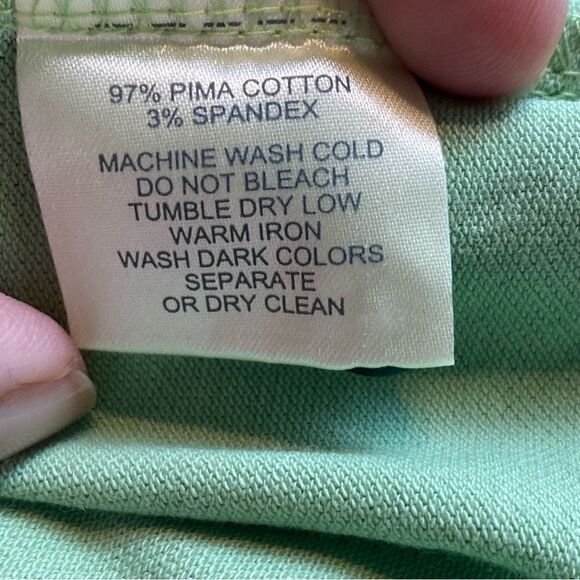 97% PIMA COTTON
3% SPANDEX
MACHINE WASH COLD
DO NOT BLEACH
TUMBLE DRY LOW
WARM IRON
WASH DARK COLORS
SEPARATE
OR DRY CLEAN